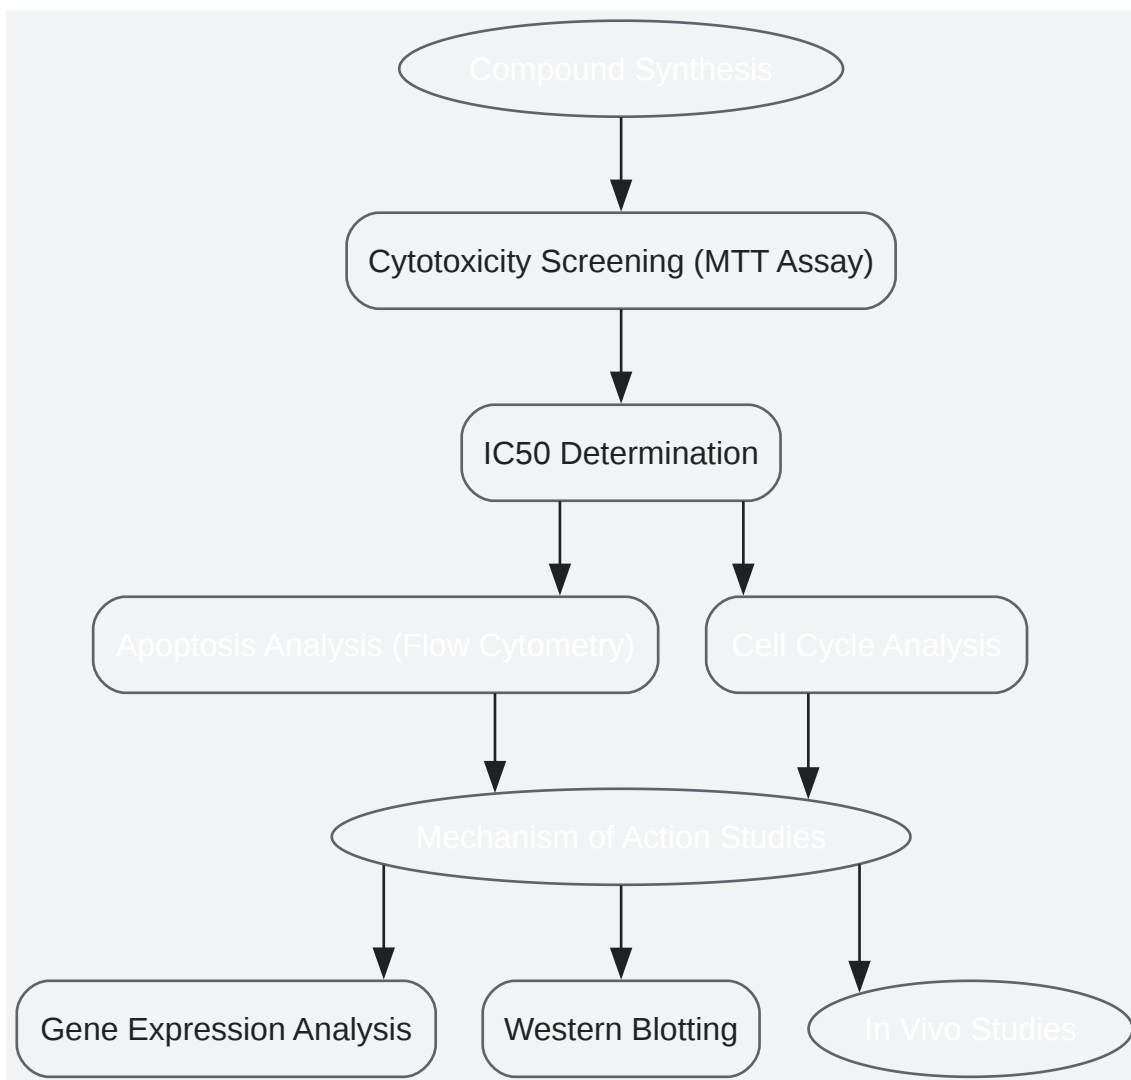 Compound Synthesis
Cytotoxicity Screening (MTT Assay)
IC50 Determination
Apoptosis Analysis (Flow Cytometry)
Cell Cycle Analysis
Mechanism of Action Studies
Gene Expression Analysis
Western Blotting
In Vivo Studies